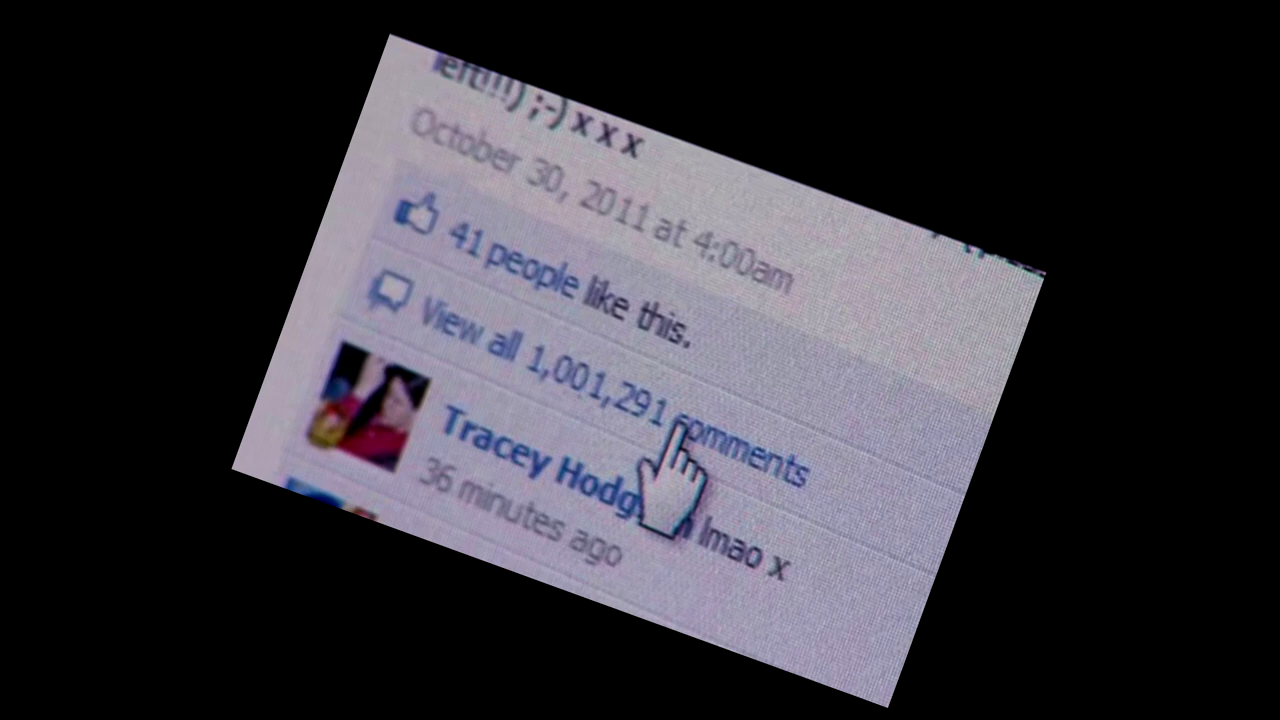 left!!!) ;-) x x x
October 30, 2011 at 4:00am
41 people like this.
View all 1,001,291 comments
Tracey lmao x
36 minutes ago